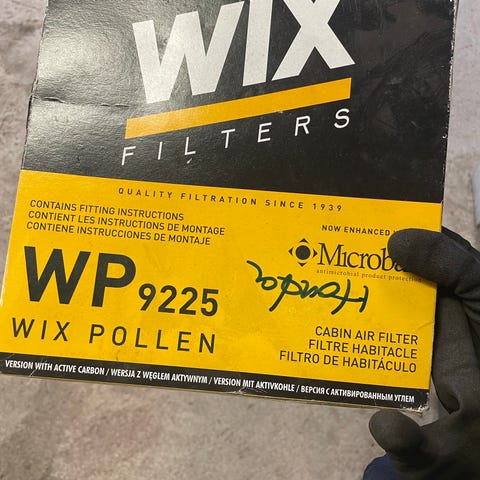 WIX
FILTERS
QUALITY FILTRATION SINCE 1939
CONTAINS FITTING INSTRUCTIONS
CONTIENT LES INSTRUCTIONS DE MONTAGE
CONTIENE INSTRUCCIONES DE MONTAJE
NOW ENHANCED
antimicrobial product protection
WP 9225
WIX POLLEN
CABIN AIR FILTER
FILTRE HABITACLE
FILTRO DE HABITÁCULO
VERSION WITH ACTIVE CARBON / WERSJA Z WĘGLEM AKTYWNYM / VERSION MIT AKTIVKOHLE / ВЕРСИЯ С АКТИВИРОВАННЫМ УГЛЕМ